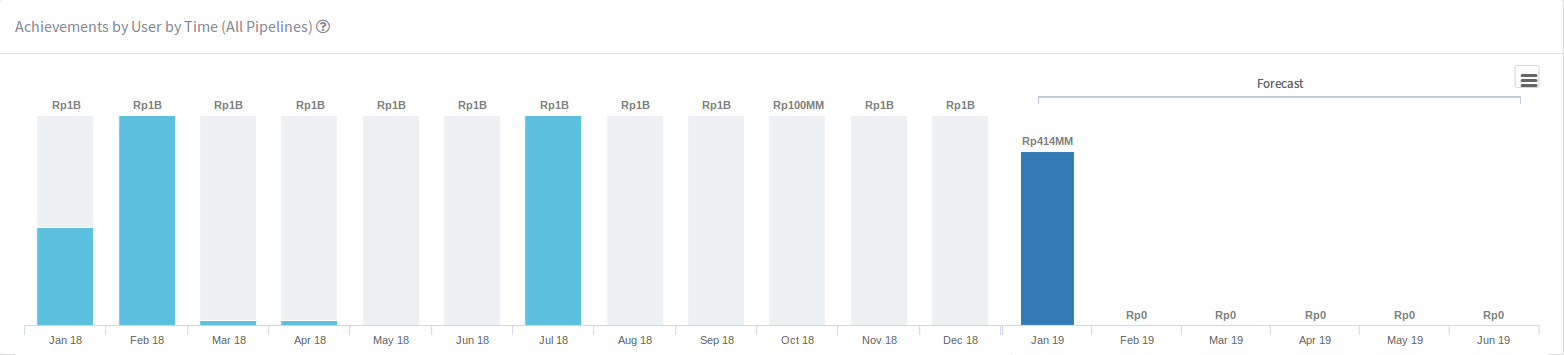 Achievements by User by Time (All Pipelines)
Forecast
Rp1B Rp1B Rp1B Rp1B Rp1B Rp1B Rp1B Rp1B Rp1B Rp100MM Rp1B Rp1B
Rp414MM
Rp0 Rp0 Rp0 Rp0 Rp0
Jan 18 Feb 18 Mar 18 Apr 18 May 18 Jun 18 Jul 18 Aug 18 Sep 18 Oct 18 Nov 18 Dec 18 Jan 19 Feb 19 Mar 19 Apr 19 May 19 Jun 19